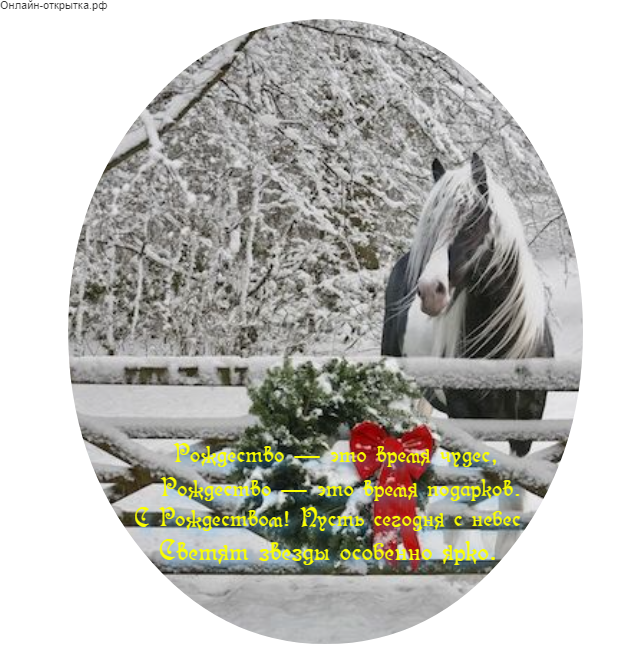 Онлайн-открытка.рф
Рождество — это время чудес,
Рождество — это время подарков.
С Рождеством! Пусть сегодня с небес
Светят звезды особенно ярко.